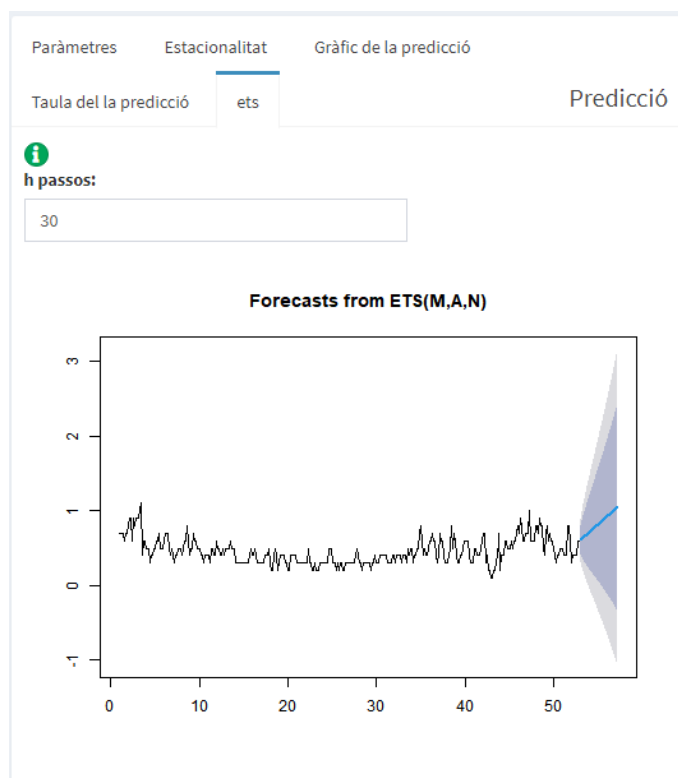 Paràmetres Estacionalitat Gràfic de la predicció
Taula del la predicció ets Predicció
h passos:
30
Forecasts from ETS(M,A,N)
3
2
1
0
-1
0 10 20 30 40 50